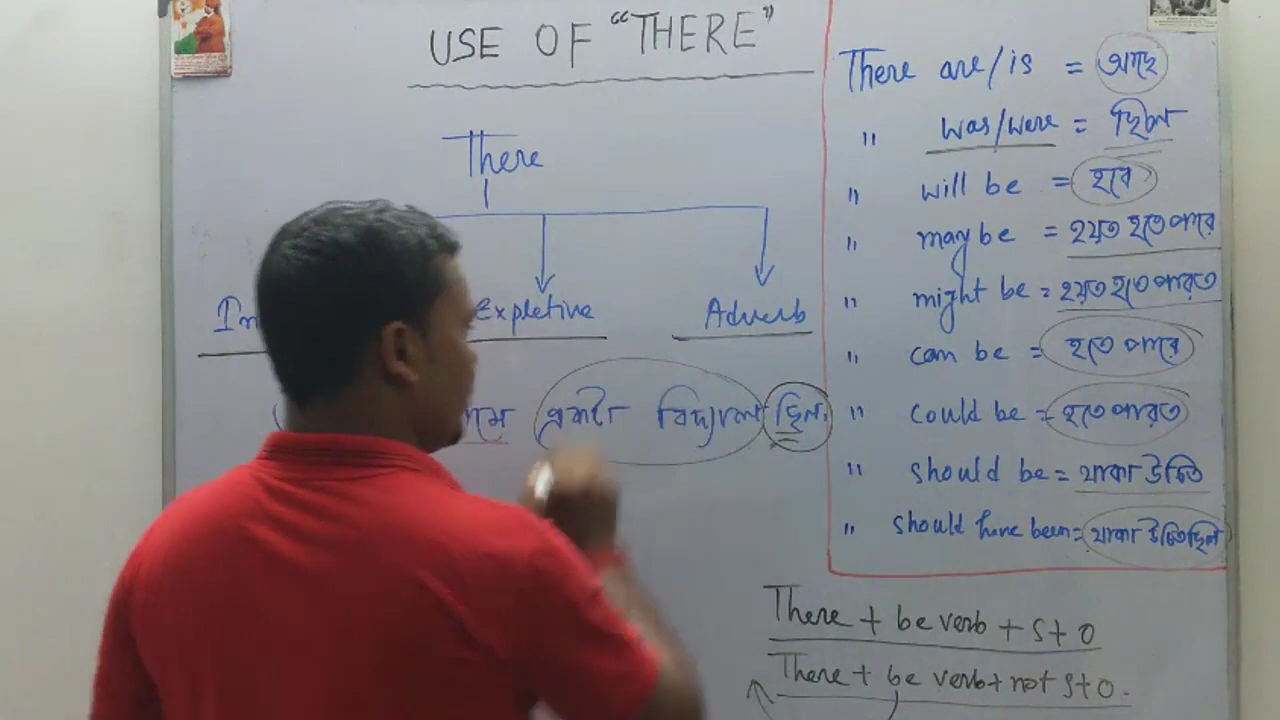 USE OF "THERE"
There
Expletive
Adverb
একটি বিদ্যালয় ছিল.
There are/is = আছে
" was/were = ছিল
" will be = হবে
" may be = হয়ত হতে পারে
" might be = হয়ত হতে পারত
" can be = হতে পারে
" could be = হতে পারত
" should be = থাকা উচিত
" should have been = থাকা উচিত ছিল
There + be verb + S + O
There + be verb + not S + O.